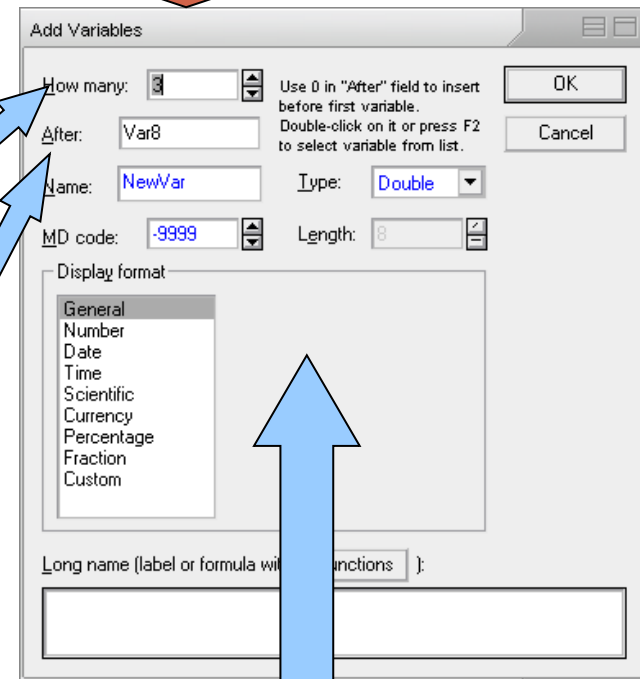 Add Variables
How many: 3
Use 0 in "After" field to insert
before first variable.
Double-click on it or press F2
to select variable from list.
OK
Cancel
After: Var8
Name: NewVar
Type: Double
MD code: -9999
Length: 8
Display format
General
Number
Date
Time
Scientific
Currency
Percentage
Fraction
Custom
Long name (label or formula ):